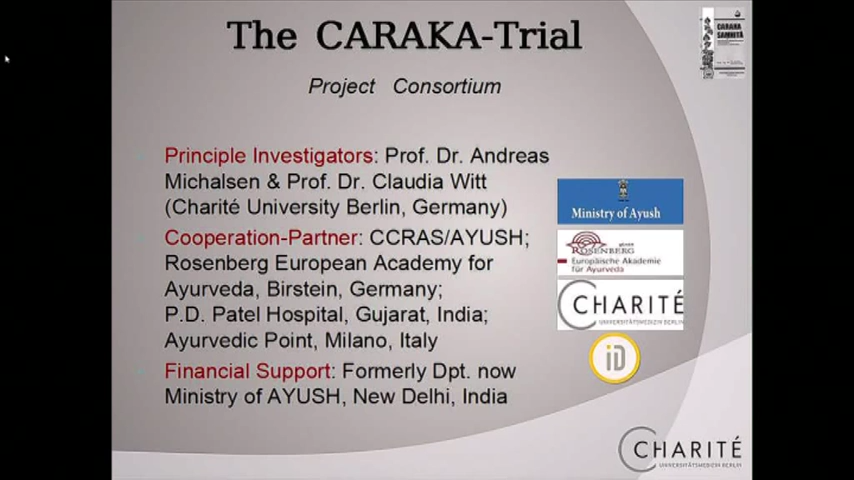 The CARAKA-Trial
CARAKA
SAMHITĀ
Project Consortium
Principle Investigators: Prof. Dr. Andreas
Michalsen & Prof. Dr. Claudia Witt
(Charité University Berlin, Germany)
Cooperation-Partner: CCRAS/AYUSH;
Rosenberg European Academy for
Ayurveda, Birstein, Germany;
P.D. Patel Hospital, Gujarat, India;
Ayurvedic Point, Milano, Italy
Financial Support: Formerly Dpt. now
Ministry of AYUSH, New Delhi, India
Ministry of Ayush
ROSENBERG
Europäische Akademie
für Ayurveda
CHARITÉ
UNIVERSITÄTSMEDIZIN BERLIN
iD
CHARITÉ
UNIVERSITÄTSMEDIZIN BERLIN